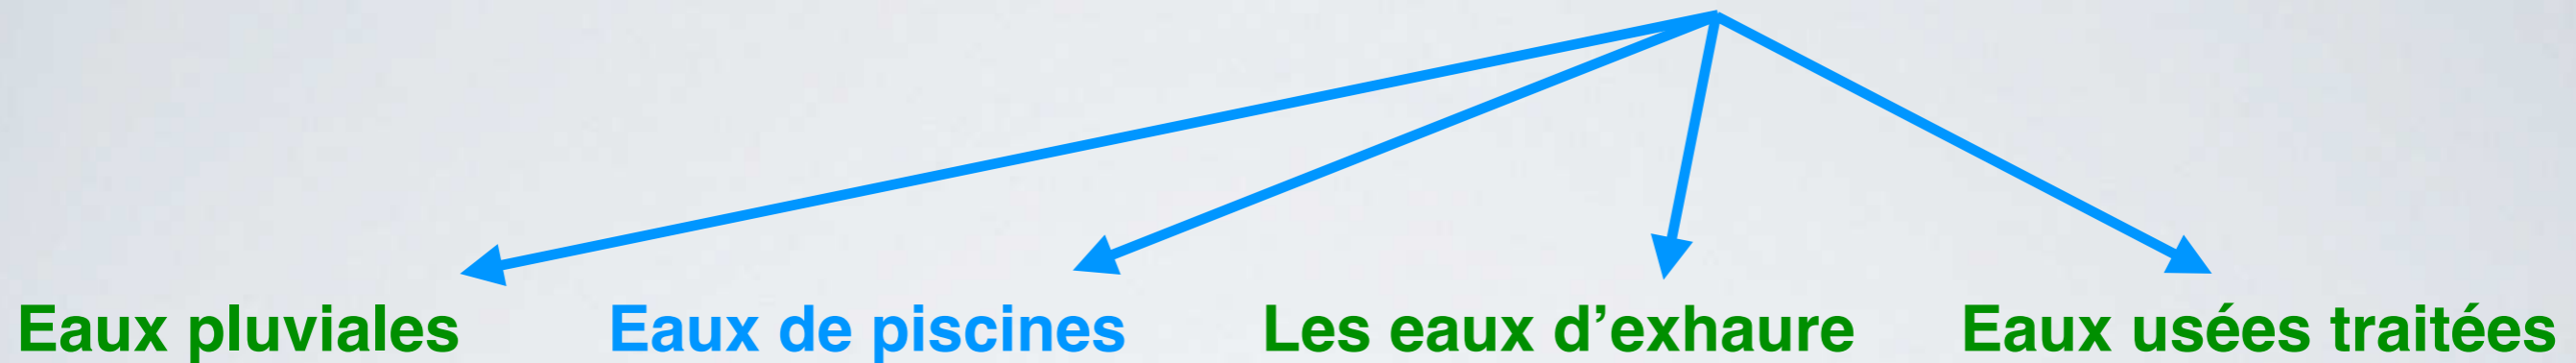 Eaux pluviales Eaux de piscines Les eaux d’exhaure Eaux usées traitées